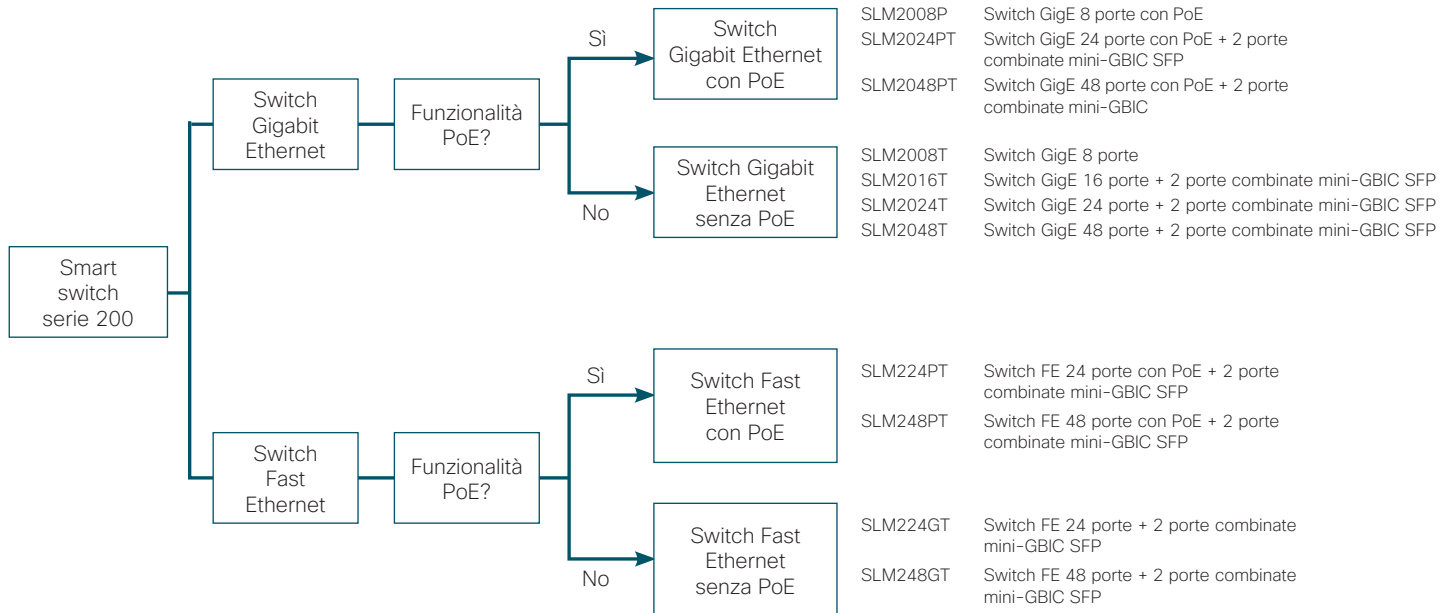 Smart
switch
serie 200
Switch
Gigabit
Ethernet
Funzionalità
PoE?
Sì
Switch
Gigabit Ethernet
con PoE
SLM2008P Switch GigE 8 porte con PoE
SLM2024PT Switch GigE 24 porte con PoE + 2 porte
combinate mini-GBIC SFP
SLM2048PT Switch GigE 48 porte con PoE + 2 porte
combinate mini-GBIC
No
Switch Gigabit
Ethernet
senza PoE
SLM2008T Switch GigE 8 porte
SLM2016T Switch GigE 16 porte + 2 porte combinate mini-GBIC SFP
SLM2024T Switch GigE 24 porte + 2 porte combinate mini-GBIC SFP
SLM2048T Switch GigE 48 porte + 2 porte combinate mini-GBIC SFP
Switch
Fast
Ethernet
Funzionalità
PoE?
Sì
Switch Fast
Ethernet
con PoE
SLM224PT Switch FE 24 porte con PoE + 2 porte
combinate mini-GBIC SFP
SLM248PT Switch FE 48 porte con PoE + 2 porte
combinate mini-GBIC SFP
No
Switch Fast
Ethernet
senza PoE
SLM224GT Switch FE 24 porte + 2 porte combinate
mini-GBIC SFP
SLM248GT Switch FE 48 porte + 2 porte combinate
mini-GBIC SFP